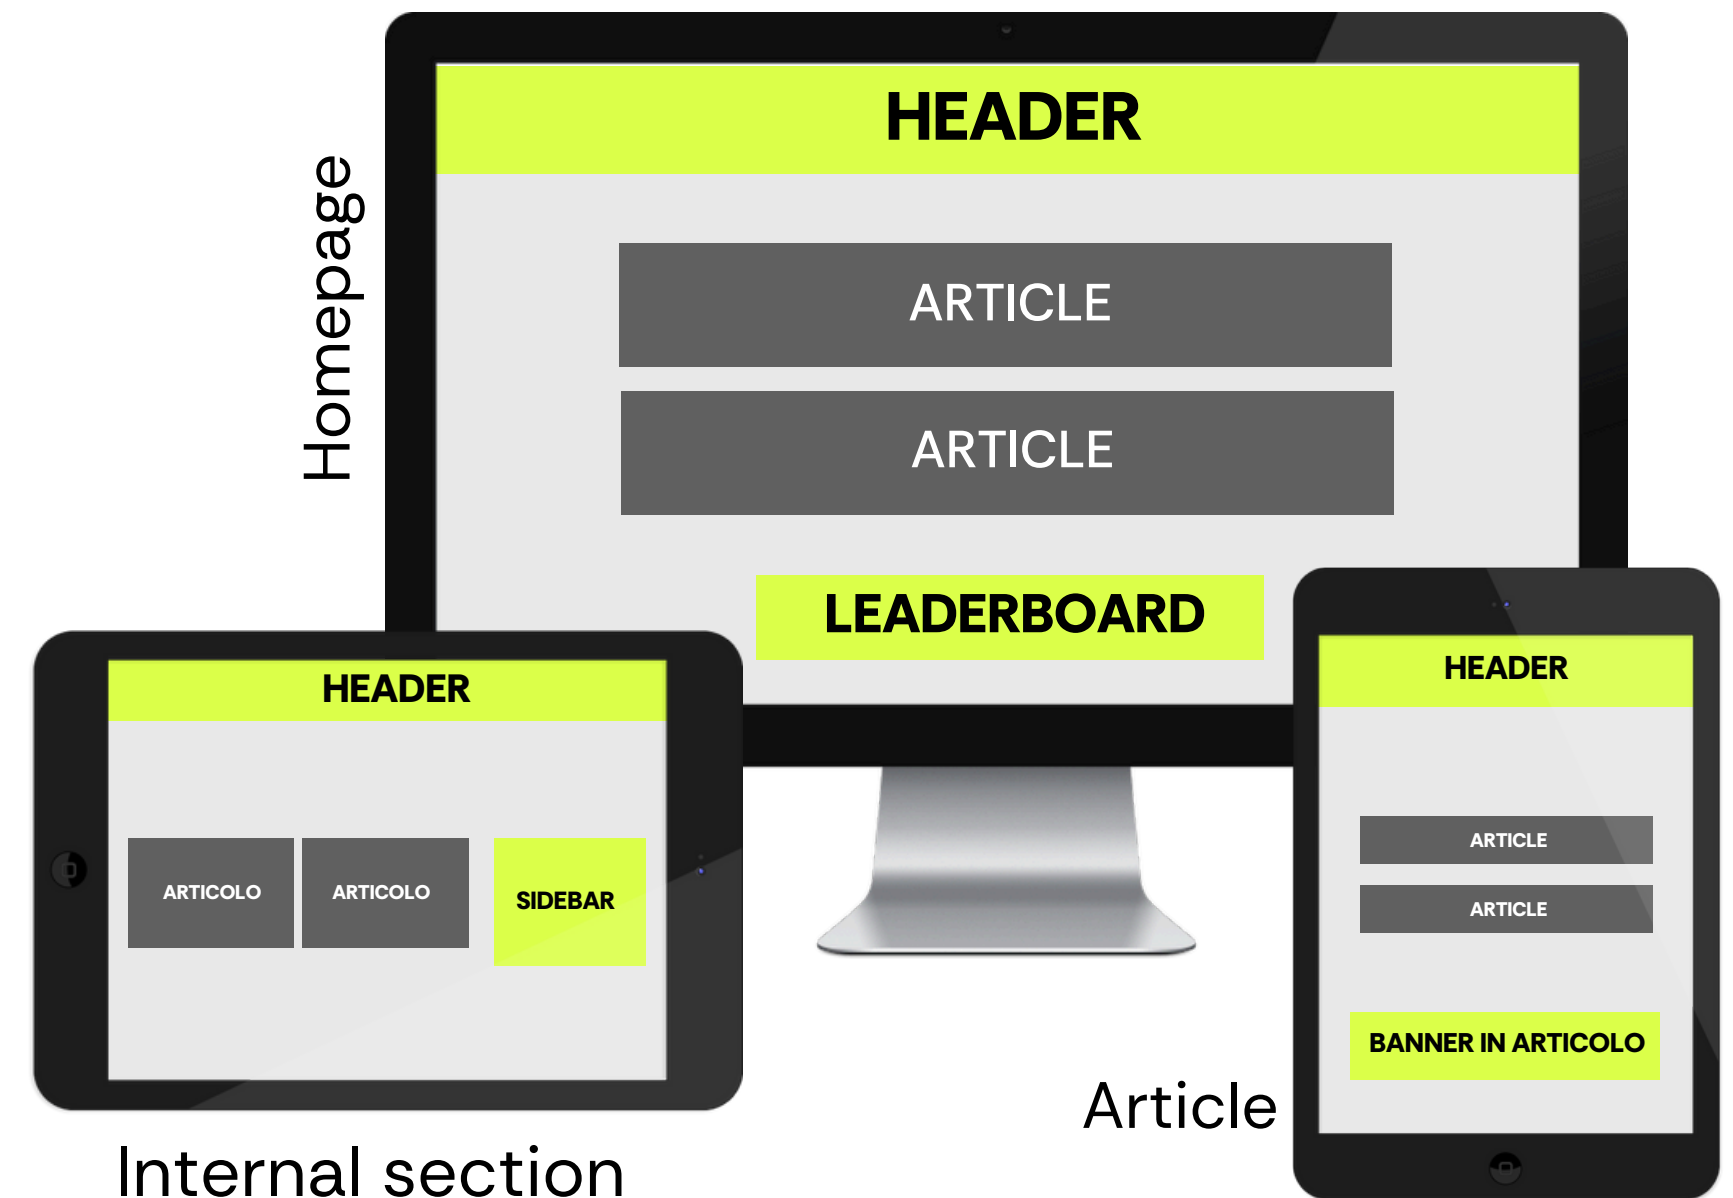 Homepage
HEADER
ARTICLE
ARTICLE
LEADERBOARD
HEADER
ARTICOLO
ARTICOLO
SIDEBAR
Internal section
HEADER
ARTICLE
ARTICLE
BANNER IN ARTICOLO
Article